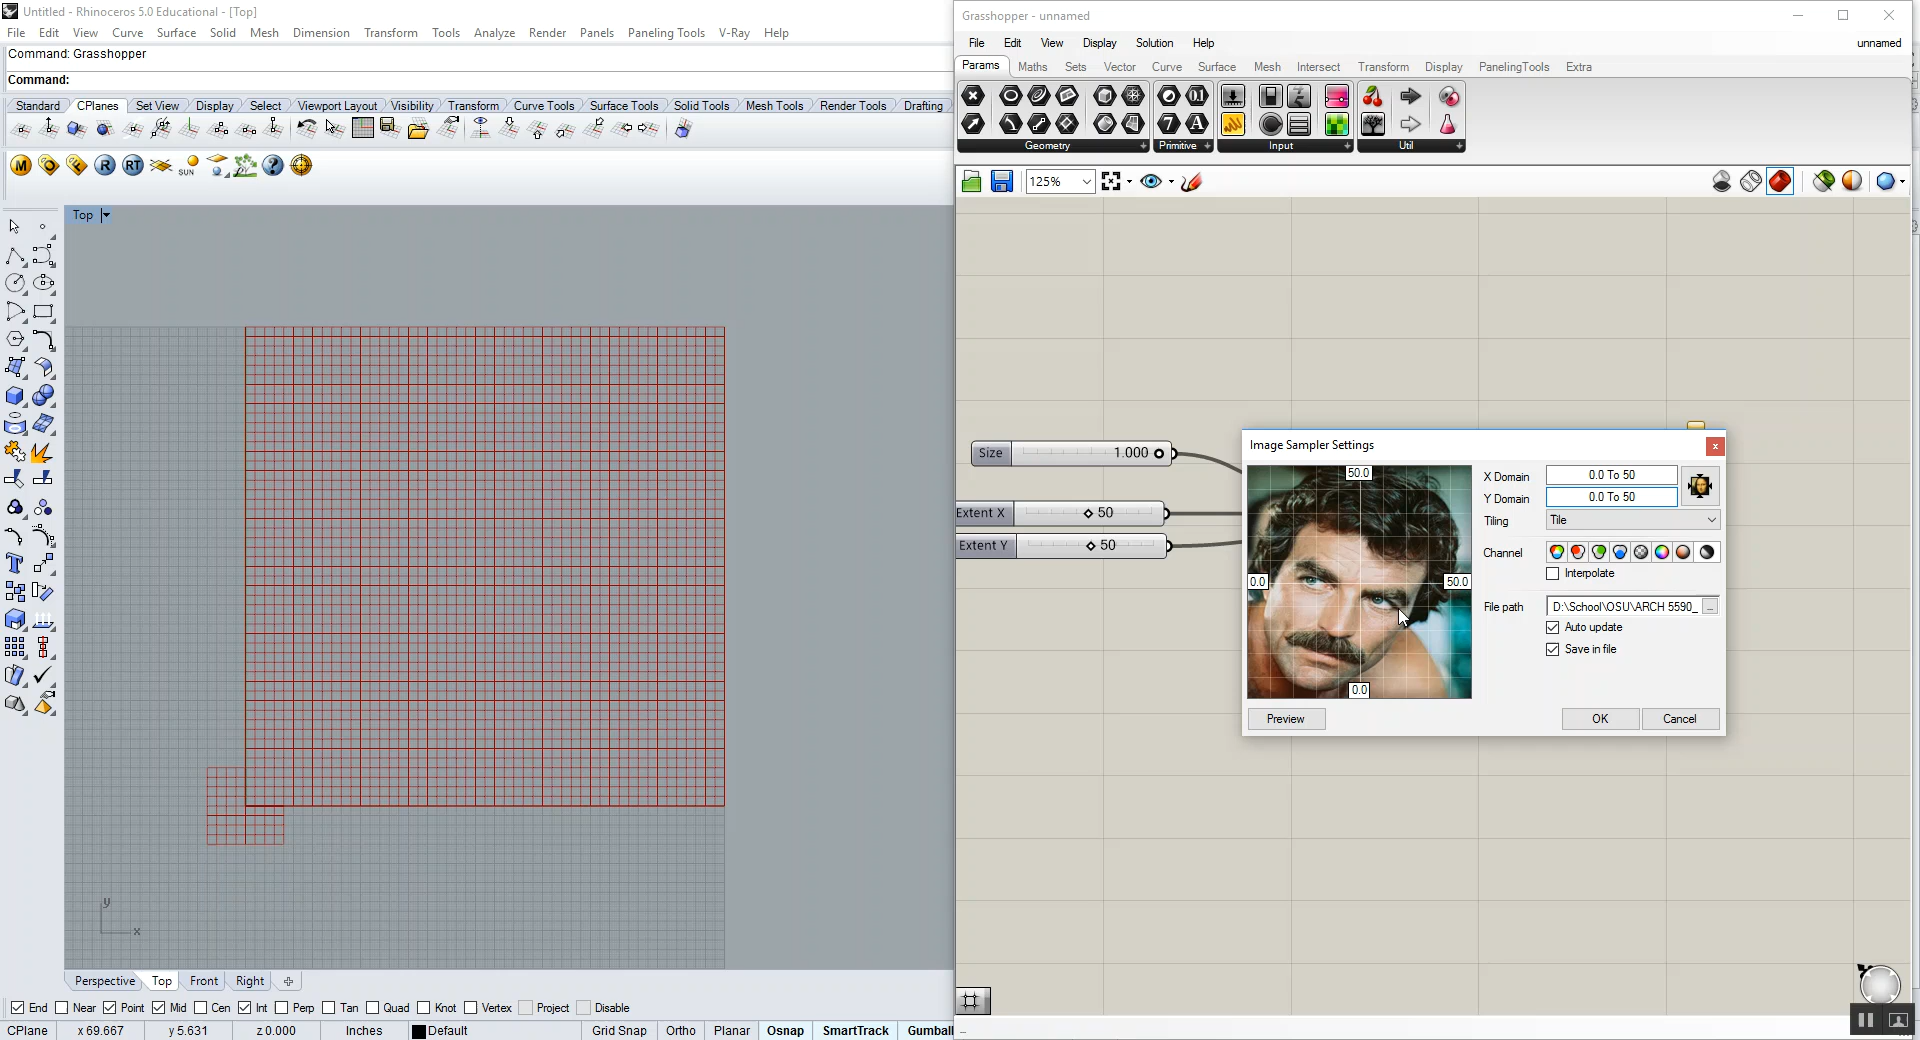 Untitled - Rhinoceros 5.0 Educational - [Top]
File Edit View Curve Surface Solid Mesh Dimension Transform Tools Analyze Render Panels Paneling Tools V-Ray Help
Command: Grasshopper
Command:
Standard CPlanes Set View Display Select Viewport Layout Visibility Transform Curve Tools Surface Tools Solid Tools Mesh Tools Render Tools Drafting
M O F R RT SUN ?
Top
y
x
Perspective Top Front Right
End Near Point Mid Cen Int Perp Tan Quad Knot Vertex Project Disable
CPlane x 69.667 y 5.631 z 0.000 Inches Default Grid Snap Ortho Planar Osnap SmartTrack Gumball
Grasshopper - unnamed
File Edit View Display Solution Help unnamed
Params Maths Sets Vector Curve Surface Mesh Intersect Transform Display PanelingTools Extra
0.1
7 A
Geometry Primitive Input Util
125%
Size 1.000
Extent X 50
Extent Y 50
Image Sampler Settings
50.0
0.0
50.0
0.0
X Domain 0.0 To 50
Y Domain 0.0 To 50
Tiling Tile
Channel
Interpolate
File path D:\School\OSU\ARCH 5590_ ...
Auto update
Save in file
Preview OK Cancel